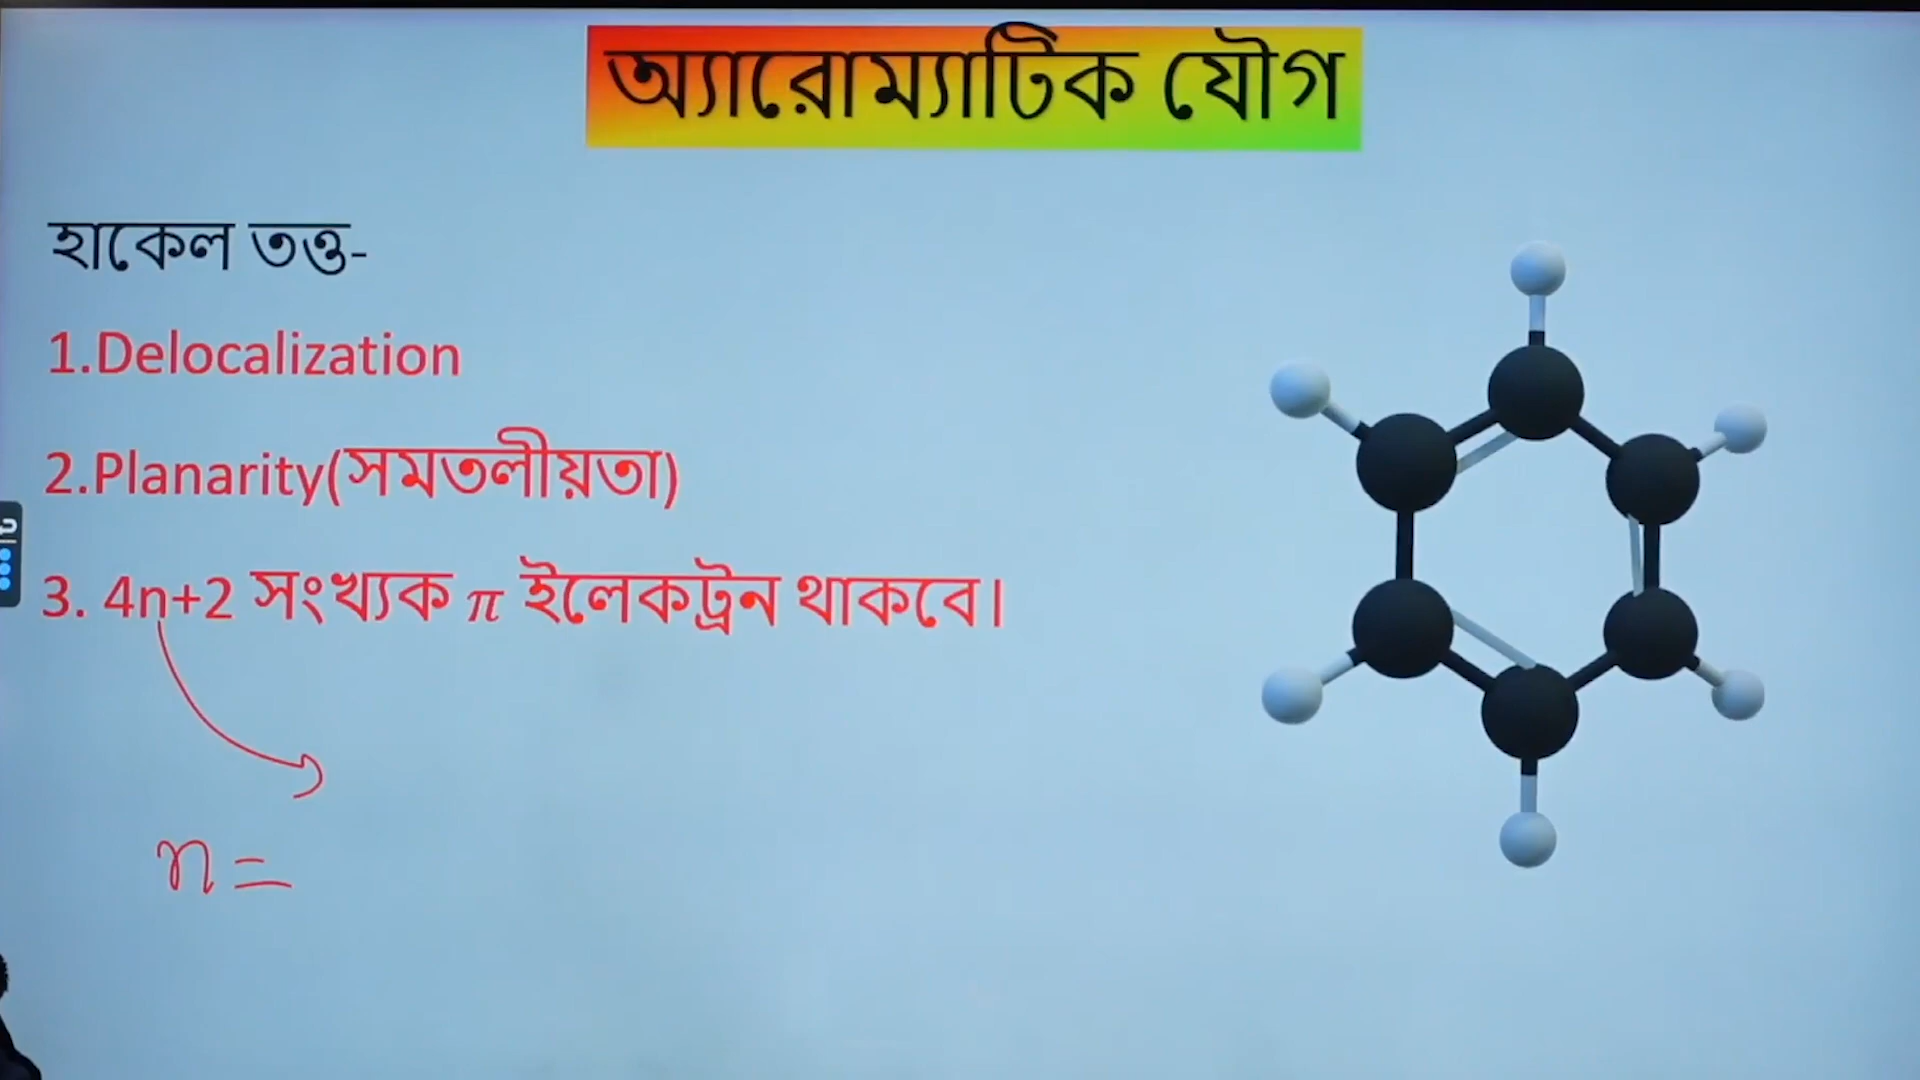 অ্যারোম্যাটিক যৌগ
হাকেল তত্ত-
1.Delocalization
2.Planarity(সমতলীয়তা)
3. 4n+2 সংখ্যক π ইলেকট্রন থাকবে।
n =